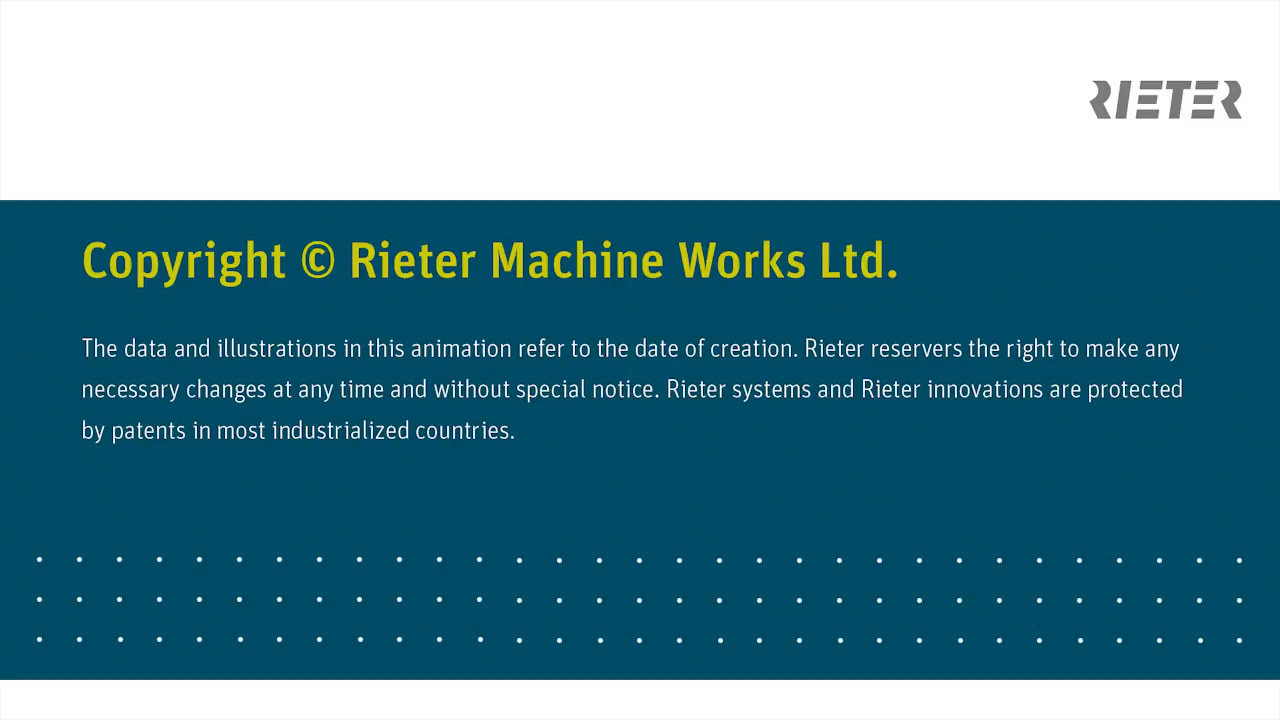 RIETER
Copyright © Rieter Machine Works Ltd.
The data and illustrations in this animation refer to the date of creation. Rieter reservers the right to make any
necessary changes at any time and without special notice. Rieter systems and Rieter innovations are protected
by patents in most industrialized countries.